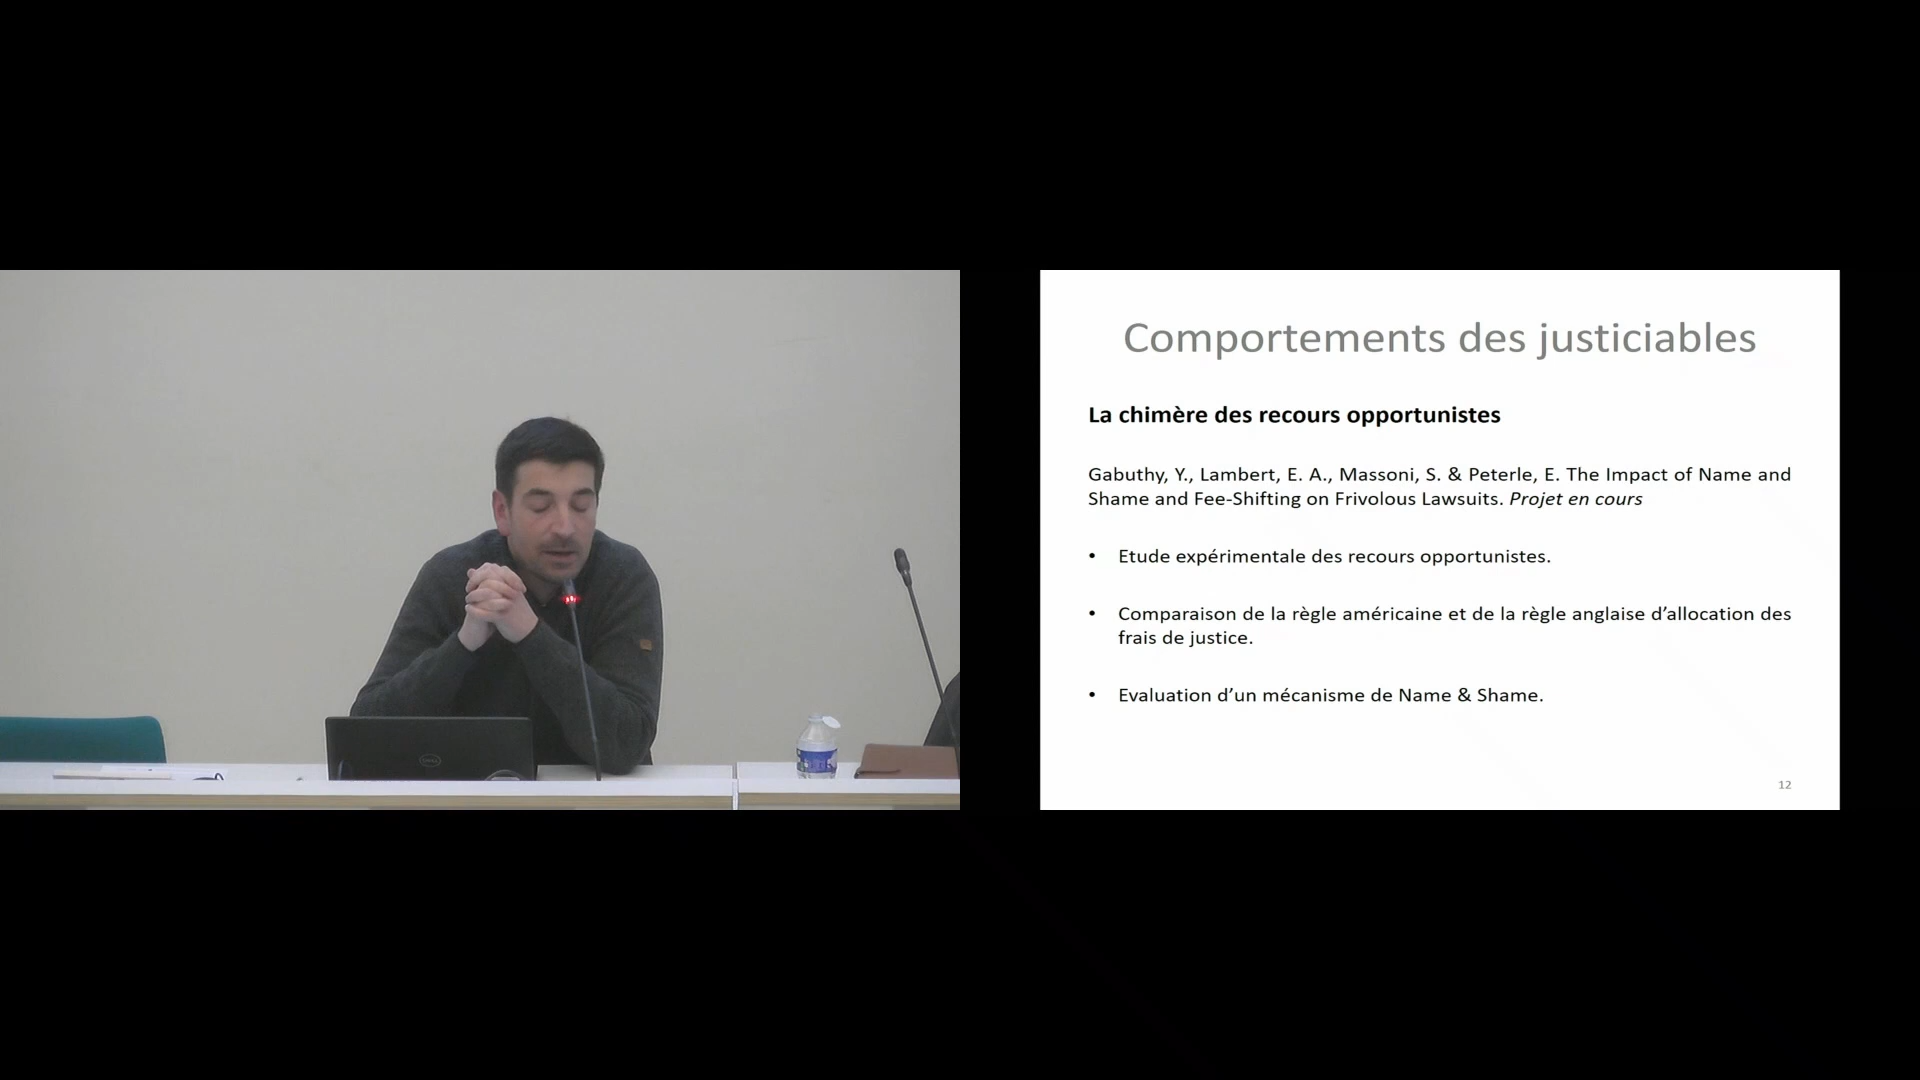 Comportements des justiciables
La chimère des recours opportunistes
Gabuthy, Y., Lambert, E. A., Massoni, S. & Peterle, E. The Impact of Name and
Shame and Fee-Shifting on Frivolous Lawsuits. Projet en cours
• Etude expérimentale des recours opportunistes.
• Comparaison de la règle américaine et de la règle anglaise d’allocation des
frais de justice.
• Evaluation d’un mécanisme de Name & Shame.
12